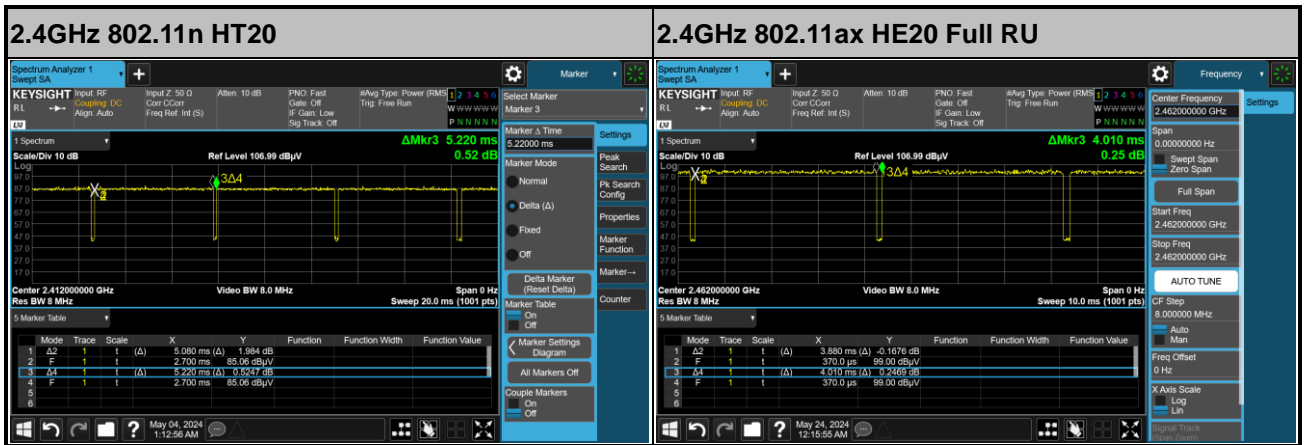 2.4GHz 802.11n HT20
Spectrum Analyzer 1
Swept SA
Marker
KEYSIGHT Input: RF Input Z: 50 Ω Atten: 10 dB PNO: Fast #Avg Type: Power (RMS 1 2 3 4 5 6
RL Coupling: DC Corr CCorr Gate: Off Trig: Free Run W W W W W W
Align: Auto Freq Ref: Int (S) IF Gain: Low P N N N N N
Sig Track: Off
1 Spectrum
ΔMkr3 5.220 ms
Scale/Div 10 dB Ref Level 106.99 dBµV 0.52 dB
Log
97.0
87.0
77.0
67.0
57.0
47.0
37.0
27.0
17.0
3Δ4
2
Center 2.412000000 GHz Video BW 8.0 MHz Span 0 Hz
Res BW 8 MHz Sweep 20.0 ms (1001 pts)
5 Marker Table
Mode Trace Scale X Y Function Function Width Function Value
1 Δ2 1 t (Δ) 5.080 ms (Δ) 1.984 dB
2 F 1 t 2.700 ms 85.06 dBµV
3 Δ4 1 t (Δ) 5.220 ms (Δ) 0.5247 dB
4 F 1 t 2.700 ms 85.06 dBµV
5
6
May 04, 2024
1:12:56 AM
Select Marker
Marker 3
Marker Δ Time
5.22000 ms
Marker Mode
Normal
Delta (Δ)
Fixed
Off
Delta Marker
(Reset Delta)
Marker Table
On
Off
Marker Settings
Diagram
All Markers Off
Couple Markers
On
Off
Settings
Peak
Search
Pk Search
Config
Properties
Marker
Function
Marker→
Counter
2.4GHz 802.11ax HE20 Full RU
Spectrum Analyzer 1
Swept SA
Frequency
KEYSIGHT Input: RF Input Z: 50 Ω Atten: 10 dB PNO: Fast #Avg Type: Power (RMS 1 2 3 4 5 6
RL Coupling: DC Corr CCorr Gate: Off Trig: Free Run W W W W W W
Align: Auto Freq Ref: Int (S) IF Gain: Low P N N N N N
Sig Track: Off
1 Spectrum
ΔMkr3 4.010 ms
Scale/Div 10 dB Ref Level 106.99 dBµV 0.25 dB
Log
97.0
87.0
77.0
67.0
57.0
47.0
37.0
27.0
17.0
3Δ4
2
Center 2.462000000 GHz Video BW 8.0 MHz Span 0 Hz
Res BW 8 MHz Sweep 10.0 ms (1001 pts)
5 Marker Table
Mode Trace Scale X Y Function Function Width Function Value
1 Δ2 1 t (Δ) 3.880 ms (Δ) -0.1676 dB
2 F 1 t 370.0 µs 99.00 dBµV
3 Δ4 1 t (Δ) 4.010 ms (Δ) 0.2469 dB
4 F 1 t 370.0 µs 99.00 dBµV
5
6
May 24, 2024
12:15:55 AM
Center Frequency
2.462000000 GHz
Span
0.00000000 Hz
Swept Span
Zero Span
Full Span
Start Freq
2.462000000 GHz
Stop Freq
2.462000000 GHz
AUTO TUNE
CF Step
8.000000 MHz
Auto
Man
Freq Offset
0 Hz
X Axis Scale
Log
Lin
Signal Track
(Span Zoom)
Settings